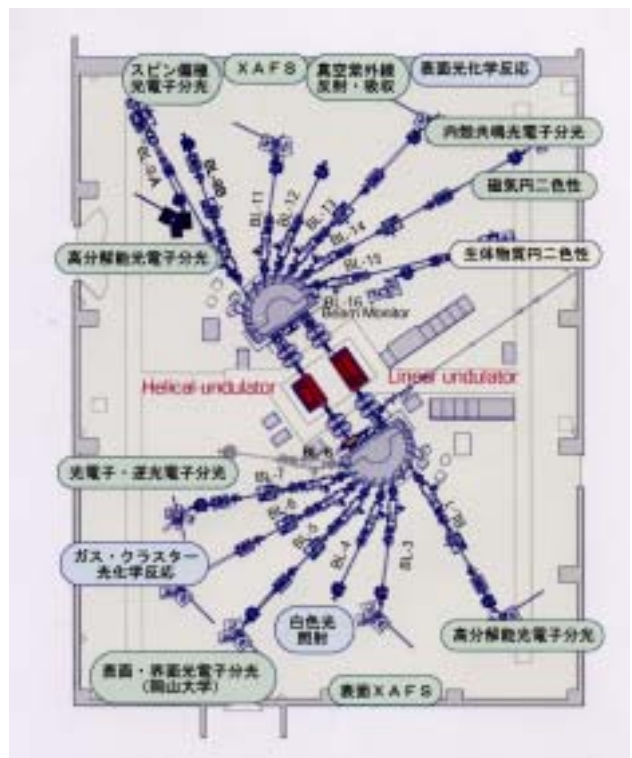 スピン偏極
光電子分光
ＸＡＦＳ
真空紫外線
反射・吸収
表面光化学反応
内殻共鳴光電子分光
磁気円二色性
生体物質円二色性
高分解能光電子分光
BL-9A
BL-9B
BL-11
BL-12
BL-13
BL-14
BL-15
BL-16
Beam Monitor
Helical undulator
Linear undulator
光電子・逆光電子分光
ガス・クラスター
光化学反応
BL-7
BL-6
BL-5
BL-4
BL-3
BL-1
白色光
照射
高分解能光電子分光
表面・界面光電子分光
(岡山大学)
表面ＸＡＦＳ